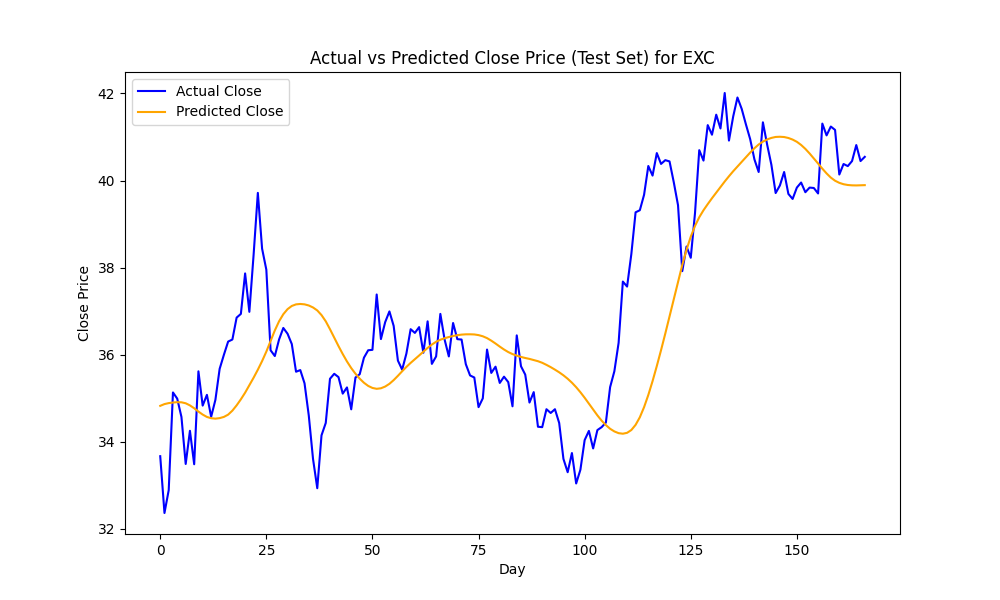 Actual vs Predicted Close Price (Test Set) for EXC
Actual Close
Predicted Close
Close Price
42
40
38
36
34
32
0 25 50 75 100 125 150
Day